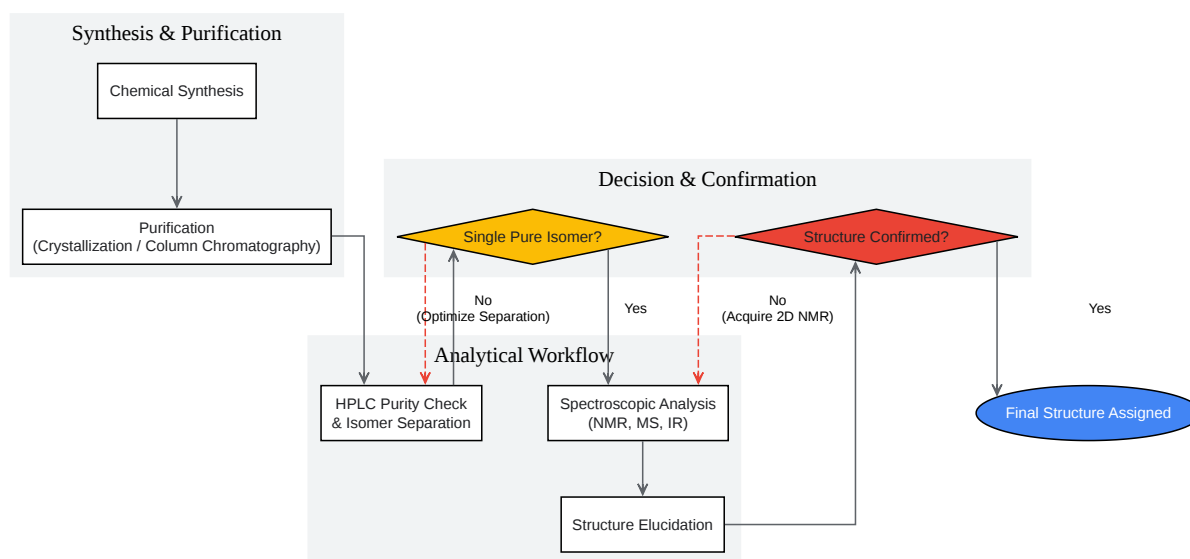 Synthesis & Purification
Chemical Synthesis
Purification
(Crystallization / Column Chromatography)
Decision & Confirmation
Single Pure Isomer?
Structure Confirmed?
No
(Optimize Separation)
Yes
No
(Acquire 2D NMR)
Yes
Analytical Workflow
HPLC Purity Check
& Isomer Separation
Spectroscopic Analysis
(NMR, MS, IR)
Final Structure Assigned
Structure Elucidation